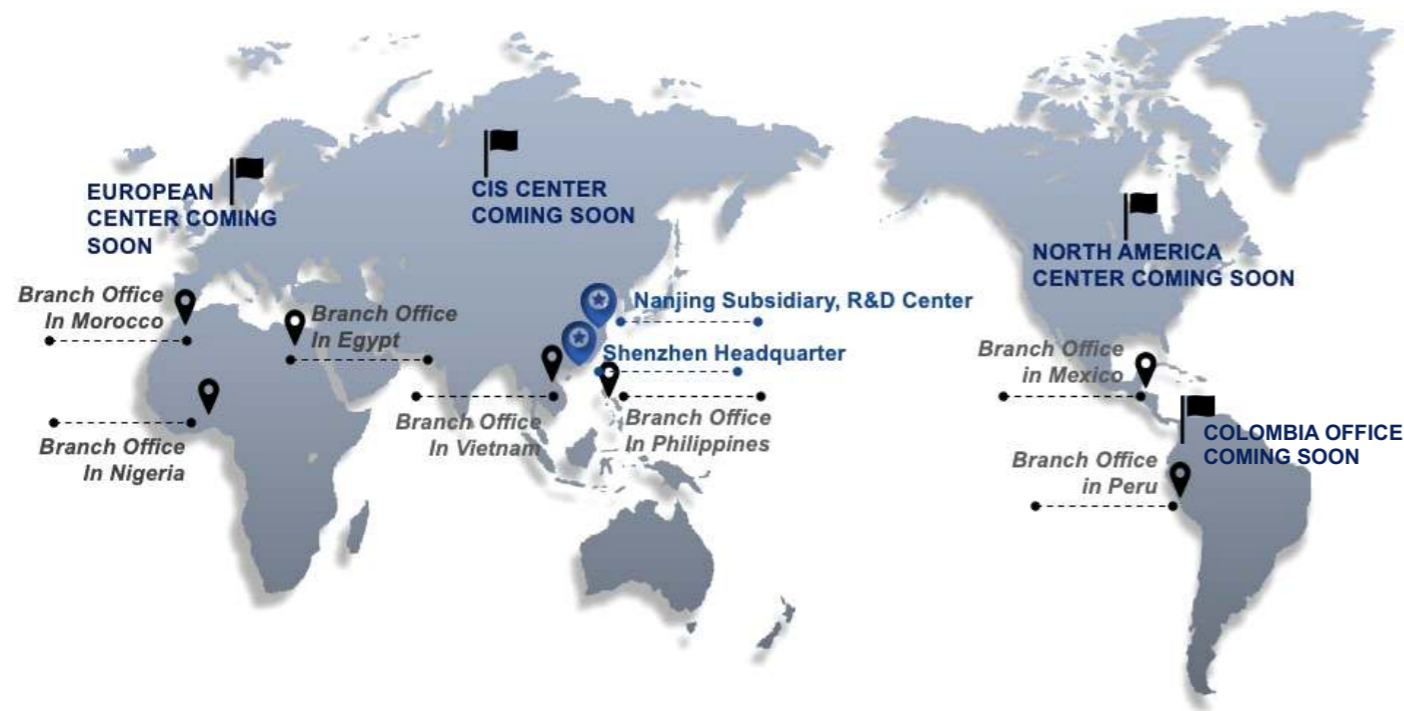 EUROPEAN
CENTER COMING
SOON
CIS CENTER
COMING SOON
NORTH AMERICA
CENTER COMING SOON
Branch Office
In Morocco
Branch Office
In Egypt
Nanjing Subsidiary, R&D Center
Shenzhen Headquarter
Branch Office
in Mexico
Branch Office
In Nigeria
Branch Office
In Vietnam
Branch Office
In Philippines
COLOMBIA OFFICE
COMING SOON
Branch Office
in Peru